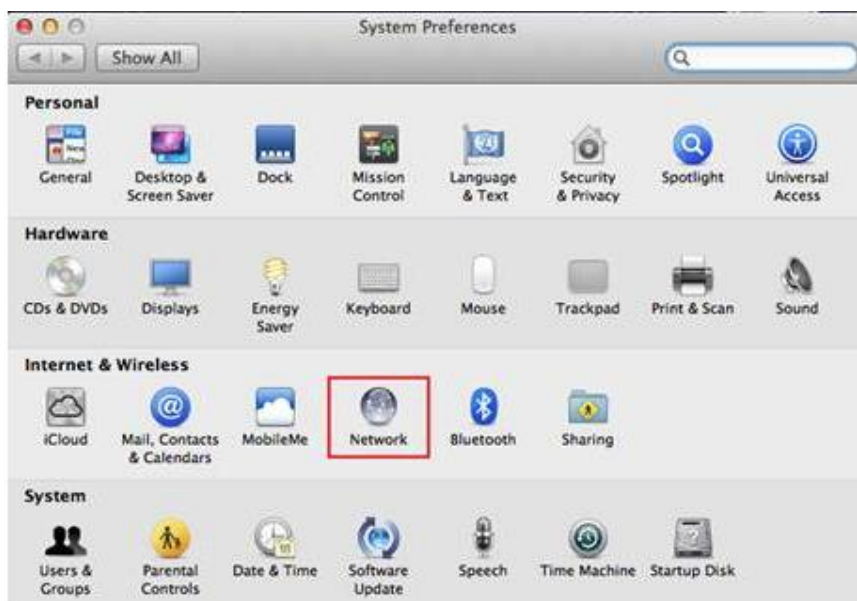 System Preferences
Show All
Personal
General
Desktop &
Screen Saver
Dock
Mission
Control
Language
& Text
Security
& Privacy
Spotlight
Universal
Access
Hardware
CDs & DVDs
Displays
Energy
Saver
Keyboard
Mouse
Trackpad
Print & Scan
Sound
Internet & Wireless
iCloud
Mail, Contacts
& Calendars
MobileMe
Network
Bluetooth
Sharing
System
Users &
Groups
Parental
Controls
Date & Time
Software
Update
Speech
Time Machine
Startup Disk